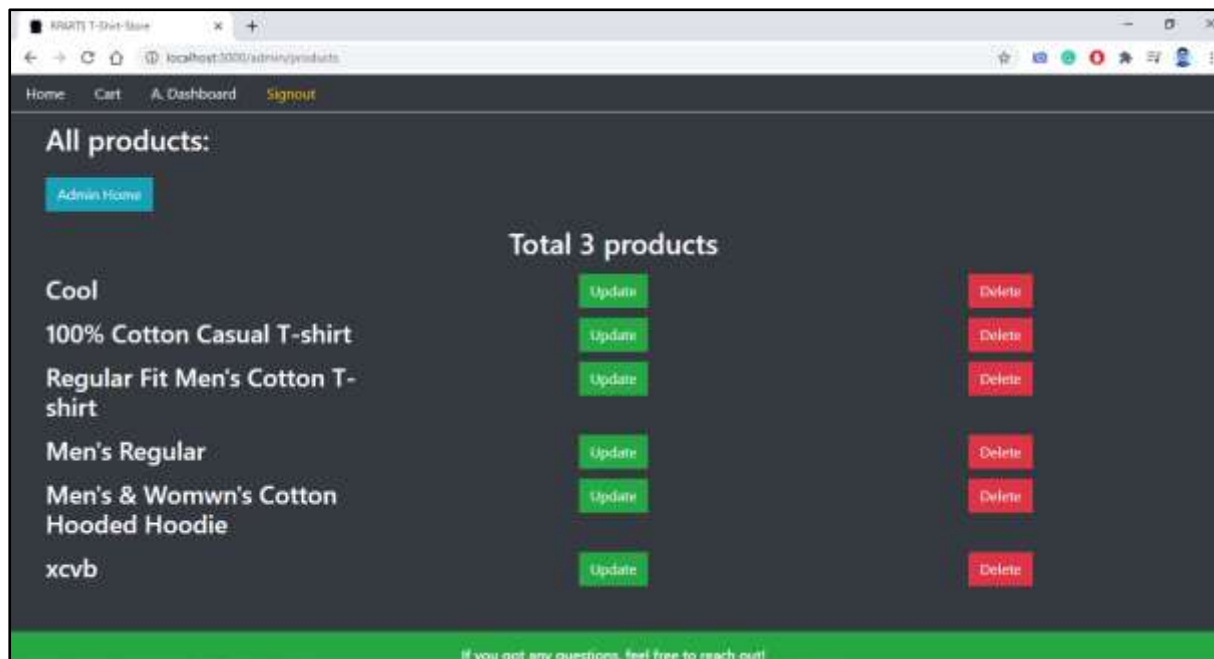 T-Shirt-Store
localhost:3000/admin/products
Home Cart A. Dashboard Signout
All products:
Admin Home
Total 3 products
Cool Update Delete
100% Cotton Casual T-shirt Update Delete
Regular Fit Men's Cotton T- Update Delete
shirt
Men's Regular Update Delete
Men's & Womwn's Cotton Update Delete
Hooded Hoodie
xcvb Update Delete
If you got any questions, feel free to reach out!